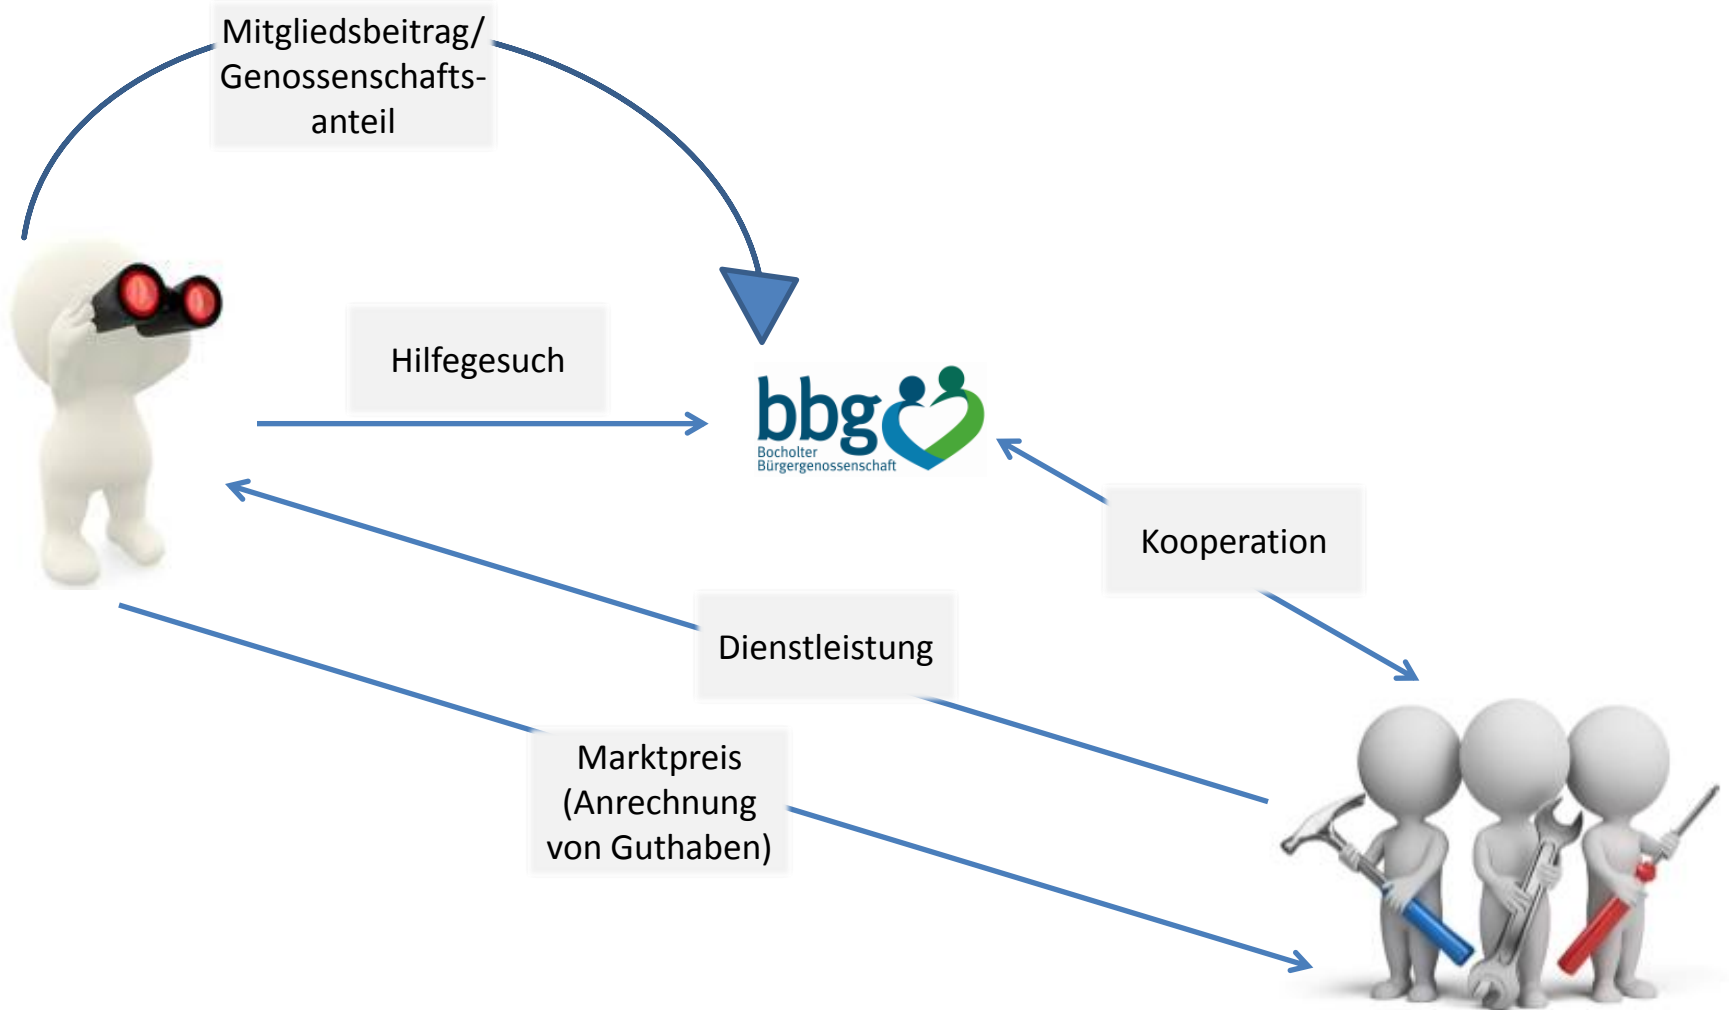 Mitgliedsbeitrag/
Genossenschafts-
anteil
Hilfegesuch
bbg
Bocholter
Bürgergenossenschaft
Kooperation
Dienstleistung
Marktpreis
(Anrechnung
von Guthaben)